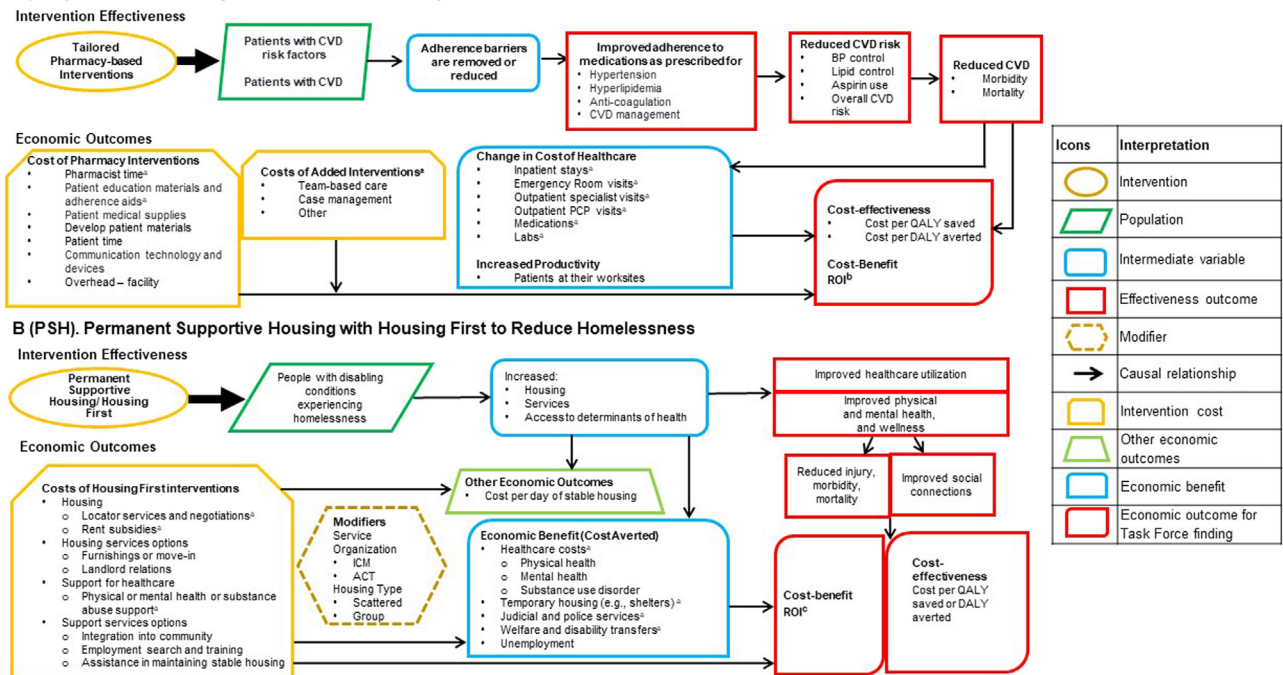 Intervention Effectiveness
Tailored
Pharmacy-based
Interventions
Patients with CVD
risk factors
Patients with CVD
Adherence barriers
are removed or
reduced
Improved adherence to
medications as prescribed for
• Hypertension
• Hyperlipidemia
• Anti-coagulation
• CVD management
Reduced CVD risk
• BP control
• Lipid control
• Aspirin use
• Overall CVD
risk
Reduced CVD
• Morbidity
• Mortality
Economic Outcomes
Cost of Pharmacy Interventions
• Pharmacist timeᵃ
• Patient education materials and
adherence aidsᵃ
• Patient medical supplies
• Develop patient materials
• Patient time
• Communication technology and
devices
• Overhead – facility
Costs of Added Interventionsᵃ
• Team-based care
• Case management
• Other
Change in Cost of Healthcare
• Inpatient staysᵃ
• Emergency Room visitsᵃ
• Outpatient specialist visitsᵃ
• Outpatient PCP visitsᵃ
• Medicationsᵃ
• Labsᵃ
Increased Productivity
• Patients at their worksites
Cost-effectiveness
• Cost per QALY saved
• Cost per DALY averted
Cost-Benefit
ROIᵇ
Icons Interpretation
Intervention
Population
Intermediate variable
Effectiveness outcome
Modifier
Causal relationship
Intervention cost
Other economic
outcomes
Economic benefit
Economic outcome for
Task Force finding
B (PSH). Permanent Supportive Housing with Housing First to Reduce Homelessness
Intervention Effectiveness
Permanent
Supportive
Housing/Housing
First
People with disabling
conditions
experiencing
homelessness
Increased:
• Housing
• Services
• Access to determinants of health
Improved healthcare utilization
Improved physical
and mental health,
and wellness
Reduced injury,
morbidity,
mortality
Improved social
connections
Economic Outcomes
Costs of Housing First interventions
• Housing
o Locator services and negotiationsᵃ
o Rent subsidiesᵃ
• Housing services options
o Furnishings or move-in
o Landlord relations
• Support for healthcare
o Physical or mental health or substance
abuse supportᵃ
• Support services options
o Integration into community
o Employment search and training
o Assistance in maintaining stable housing
Modifiers
Service
Organization
• ICM
• ACT
Housing Type
• Scattered
• Group
Other Economic Outcomes
• Cost per day of stable housing
Economic Benefit (Cost Averted)
• Healthcare costsᵃ
o Physical health
o Mental health
o Substance use disorder
• Temporary housing (e.g., shelters)ᵃ
• Judicial and police servicesᵃ
• Welfare and disability transfersᵃ
• Unemployment
Cost-benefit
ROIᶜ
Cost-
effectiveness
Cost per QALY
saved or DALY
averted